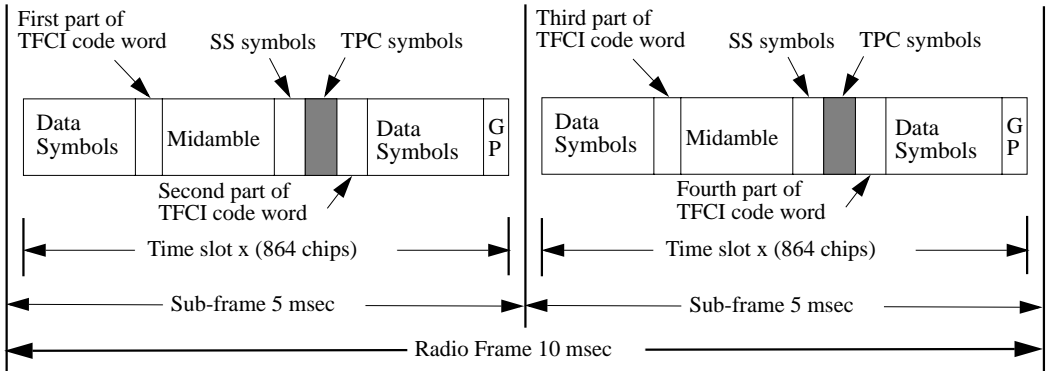 First part of
TFCI code word
SS symbols
TPC symbols
Data
Symbols
Midamble
Data
Symbols
G
P
Second part of
TFCI code word
Time slot x (864 chips)
Sub-frame 5 msec
Third part of
TFCI code word
SS symbols
TPC symbols
Data
Symbols
Midamble
Data
Symbols
G
P
Fourth part of
TFCI code word
Time slot x (864 chips)
Sub-frame 5 msec
Radio Frame 10 msec